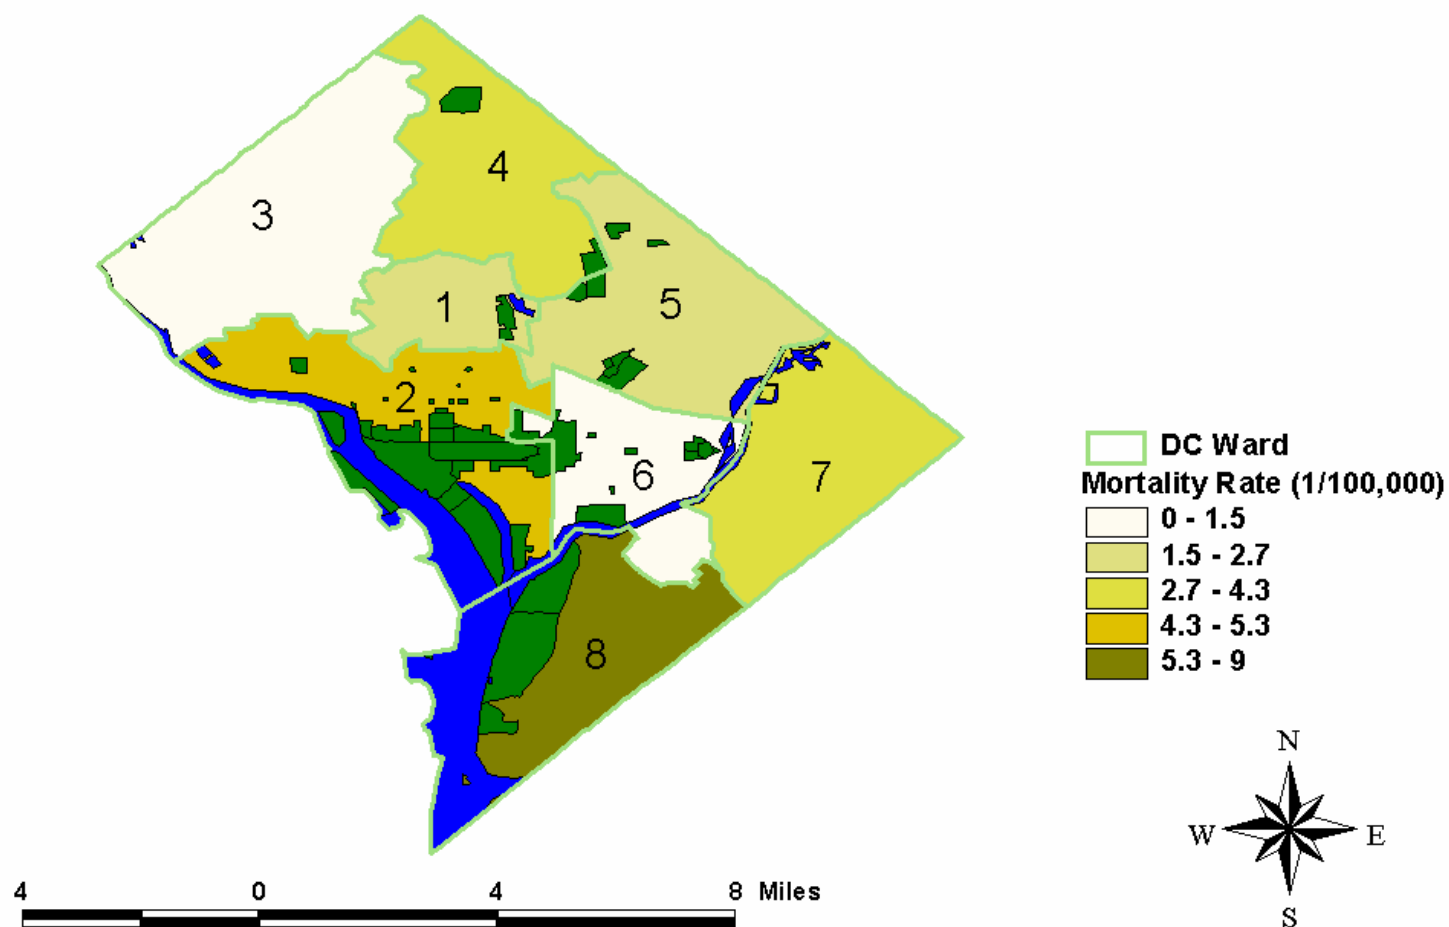 4
3
1
5
2
6
7
8
DC Ward
Mortality Rate (1/100,000)
0 - 1.5
1.5 - 2.7
2.7 - 4.3
4.3 - 5.3
5.3 - 9
N
W E
S
4 0 4 8 Miles